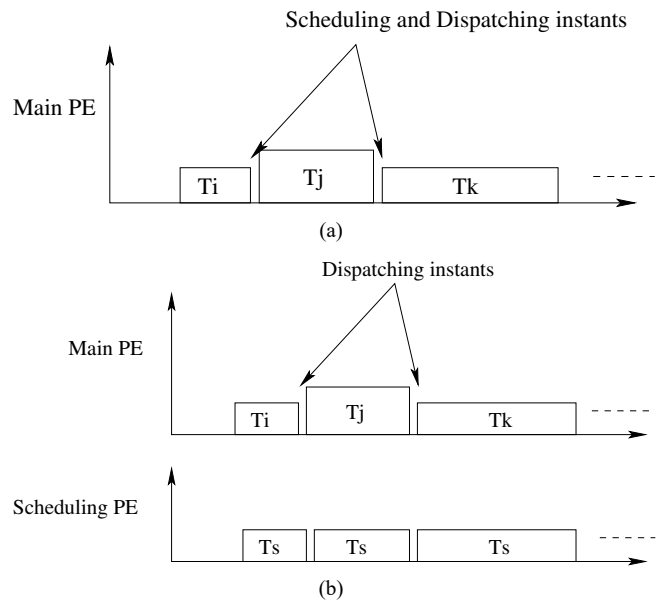 Scheduling and Dispatching instants
Main PE
Ti
Tj
Tk
(a)
Dispatching instants
Main PE
Ti
Tj
Tk
Scheduling PE
Ts
Ts
Ts
(b)